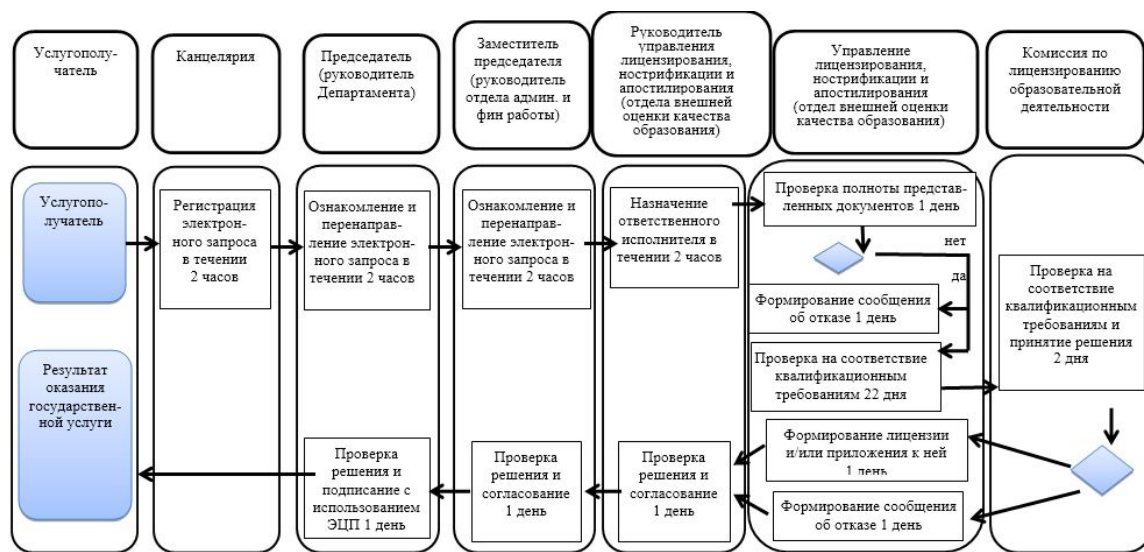 Услугополу-
чатель
Канцелярия
Председатель
(руководитель
Департамента)
Заместитель
председателя
(руководитель
отдела админ. и
фин работы)
Руководитель
управления
лицензирования,
нострификации и
апостилирования
(отдела внешней
оценки качества
образования)
Управление
лицензирования,
нострификации и
апостилирования
(отдел внешней оценки
качества образования)
Комиссия по
лицензированию
образовательной
деятельности
Услугопо-
лучатель
Регистрация
электрон-
ного запроса
в течении
2 часов
Ознакомление и
перенаправ-
ление электрон-
ного запроса в
течении 2 часов
Ознакомление и
перенаправ-
ление электрон-
ного запроса в
течении 2 часов
Назначение
ответственного
исполнителя в
течении 2 часов
Проверка полноты представ-
ленных документов 1 день
нет
да
Формирование сообщения
об отказе 1 день
Проверка на соответствие
квалификационным
требованиям 22 дня
Проверка на
соответствие
квалификационным
требованиям и
принятие решения
2 дня
Формирование лицензии
и/или приложения к ней
1 день
Формирование сообщения
об отказе 1 день
Проверка
решения и
согласование
1 день
Проверка
решения и
согласование
1 день
Проверка
решения и
подписание с
использованием
ЭЦП 1 день
Результат
оказания
государствен-
ной услуги